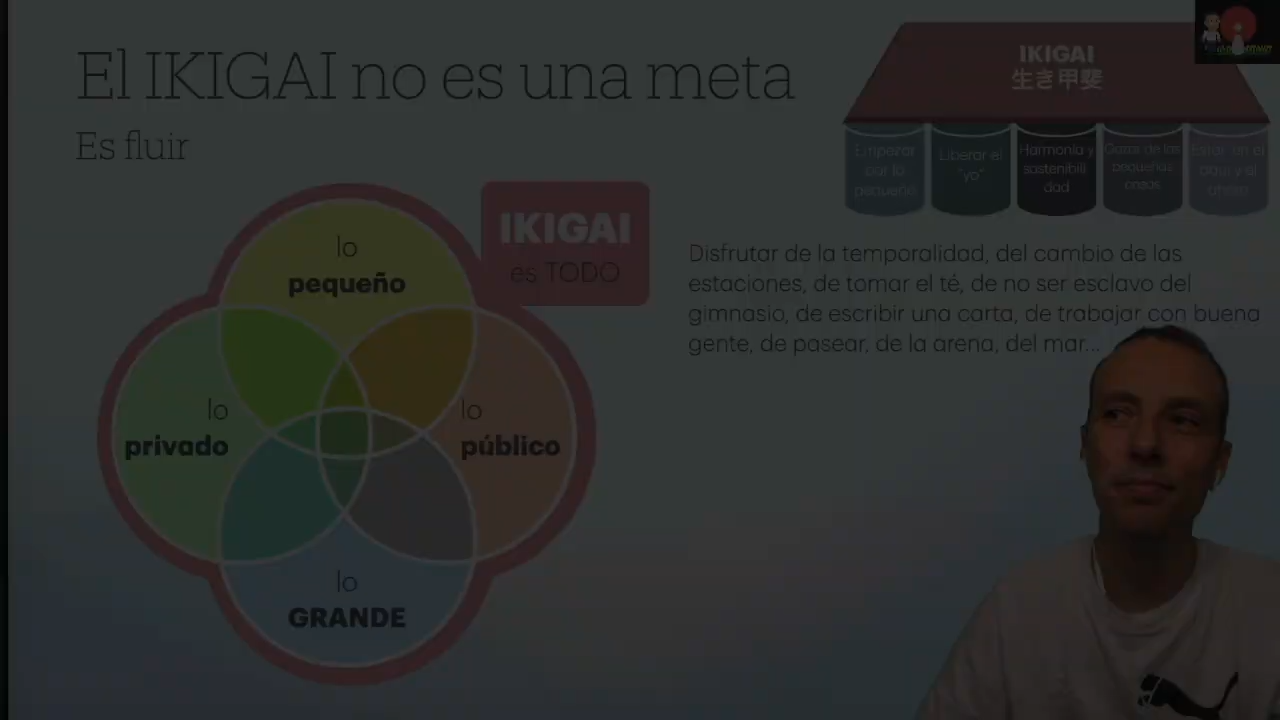 El IKIGAI no es una meta
Es fluir
IKIGAI
生き甲斐
Empezar
por lo
pequeño
Liberar el
"yo"
Harmonía y
sostenibili
dad
Gozar de las
pequeñas
cosas
Estar en el
aquí y el
ahora
IKIGAI
es TODO
lo
pequeño
lo
privado
lo
público
lo
GRANDE
Disfrutar de la temporalidad, del cambio de las
estaciones, de tomar el té, de no ser esclavo del
gimnasio, de escribir una carta, de trabajar con buena
gente, de pasear, de la arena, del mar...